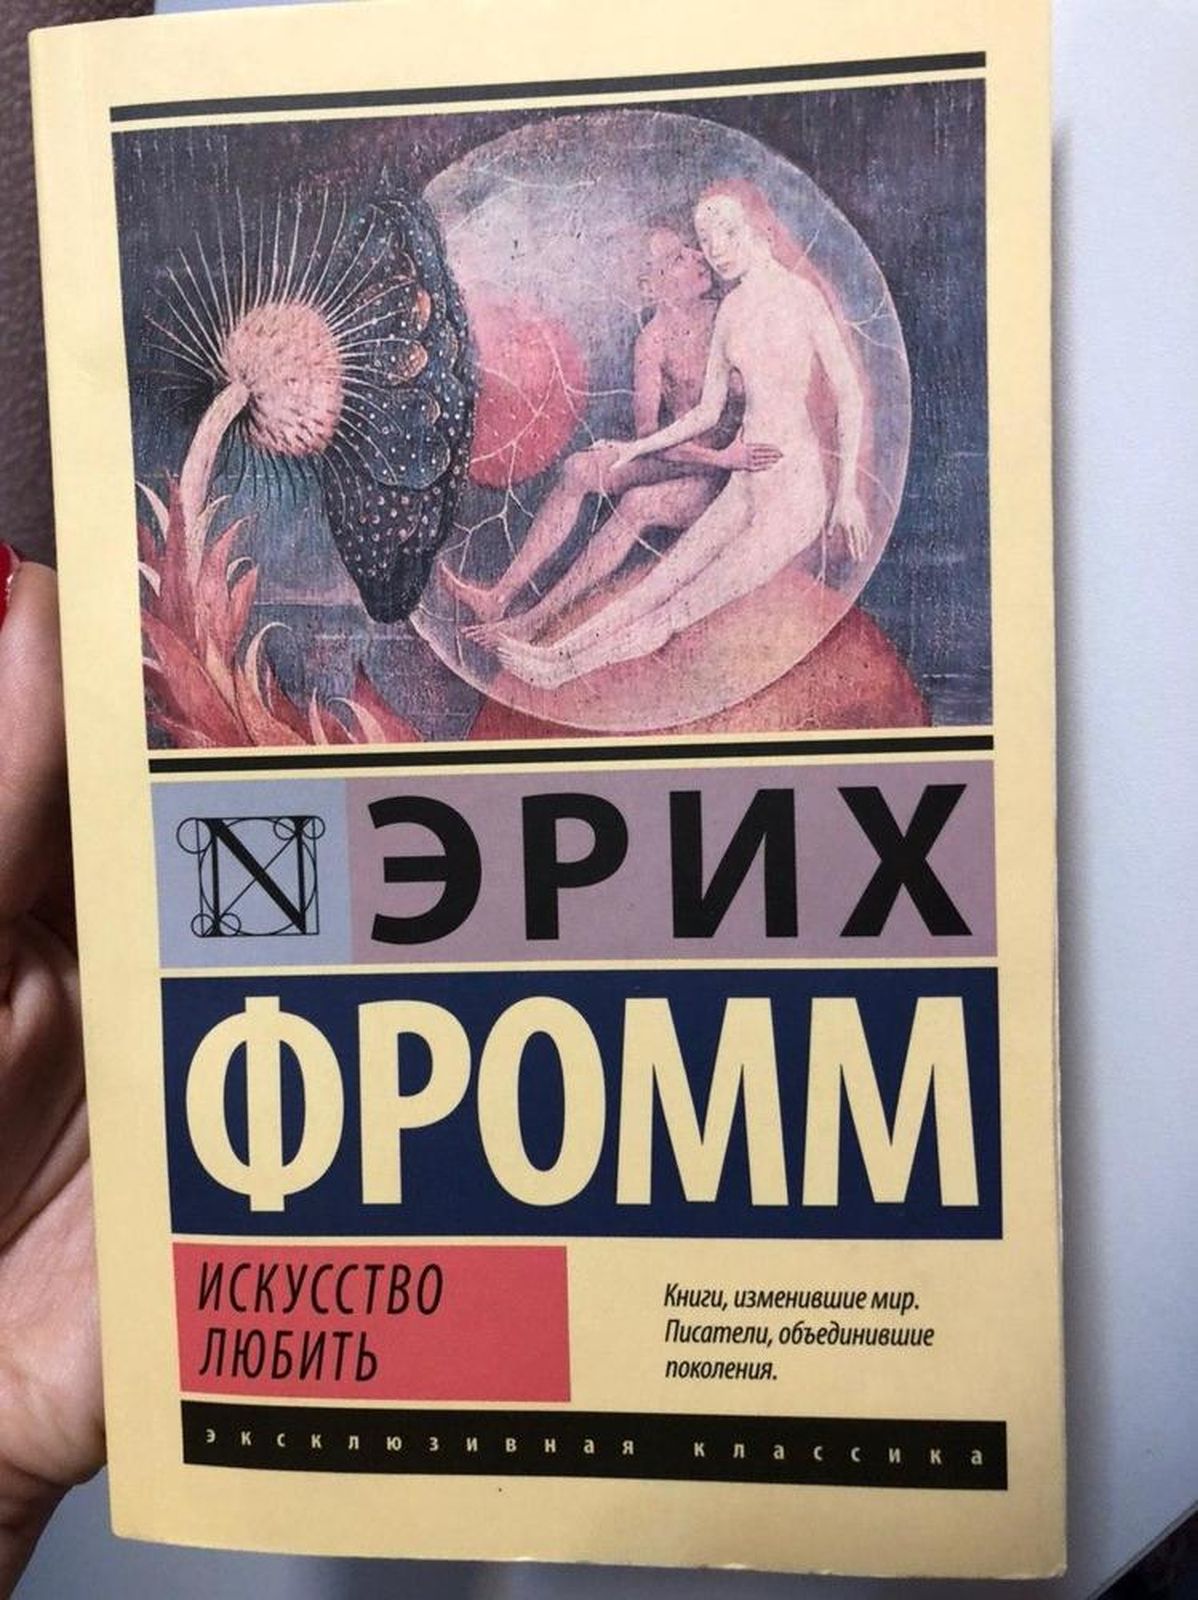 N ЭРИХ
ФРОММ
ИСКУССТВО
ЛЮБИТЬ
Книги, изменившие мир.
Писатели, объединившие
поколения.
эксклюзивная классика